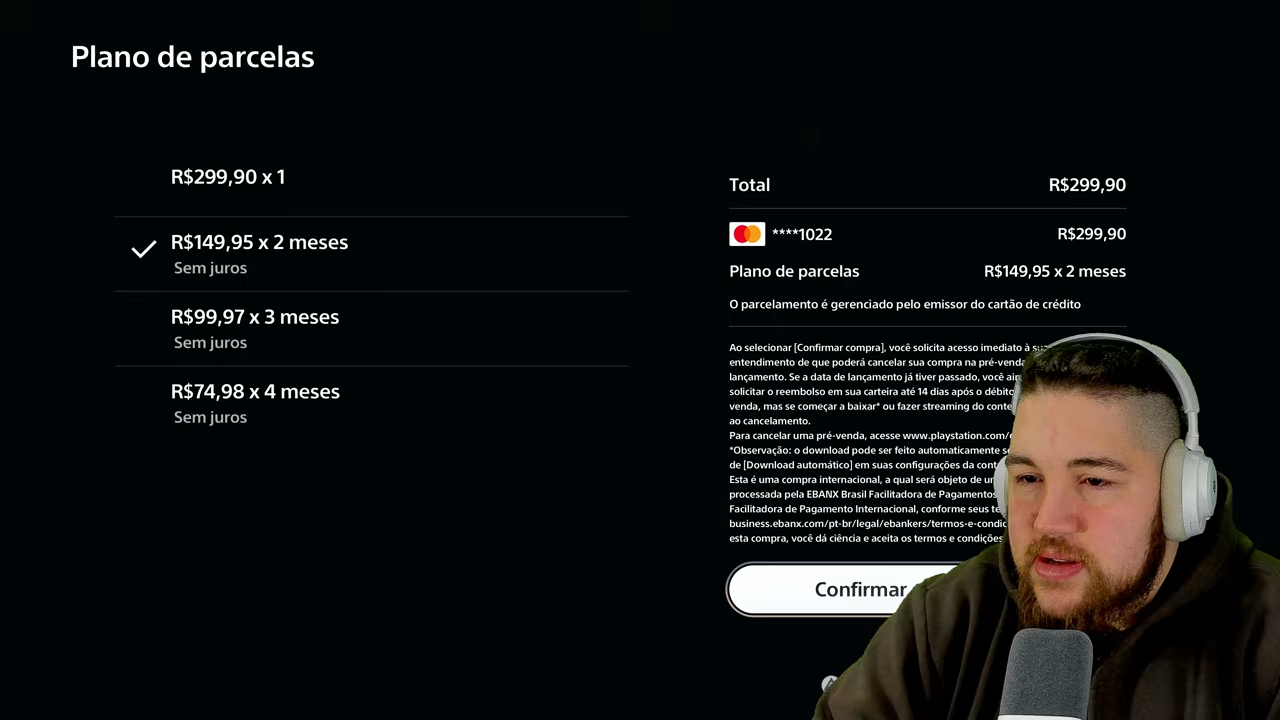 Plano de parcelas
R$299,90 x 1
R$149,95 x 2 meses
Sem juros
R$99,97 x 3 meses
Sem juros
R$74,98 x 4 meses
Sem juros
Total R$299,90
****1022 R$299,90
Plano de parcelas R$149,95 x 2 meses
O parcelamento é gerenciado pelo emissor do cartão de crédito
Ao selecionar [Confirmar compra], você solicita acesso imediato à
entendimento de que poderá cancelar sua compra na pré-venda
lançamento. Se a data de lançamento já tiver passado, você
solicitar o reembolso em sua carteira até 14 dias após o débito
venda, mas se começar a baixar* ou fazer streaming do
ao cancelamento.
Para cancelar uma pré-venda, acesse www.playstation.com/
*Observação: o download pode ser feito automaticamente
de [Download automático] em suas configurações da
Esta é uma compra internacional, a qual será objeto de
processada pela EBANX Brasil Facilitadora de Pagamentos
Facilitadora de Pagamento Internacional, conforme seus
business.ebanx.com/pt-br/legal/ebankers/
esta compra, você dá ciência e aceita os termos e condições
Confirmar